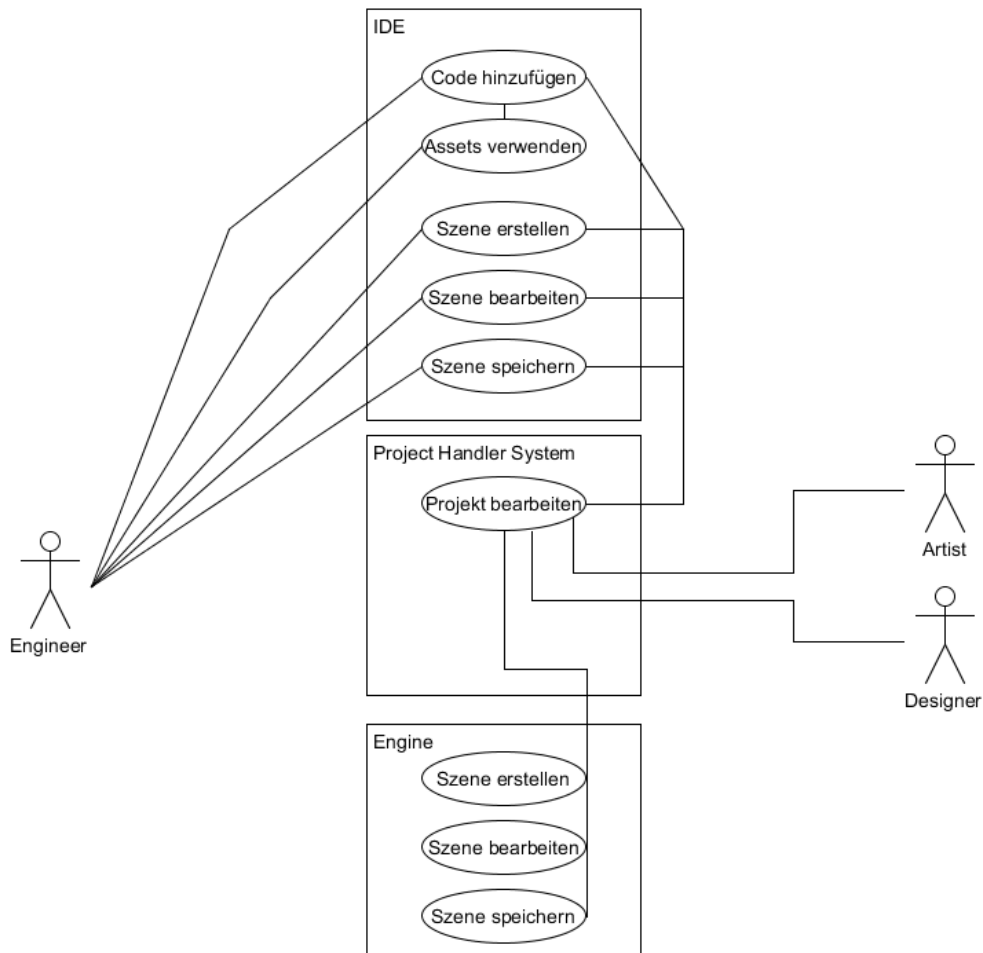 IDE
Code hinzufügen
Assets verwenden
Szene erstellen
Szene bearbeiten
Szene speichern
Project Handler System
Projekt bearbeiten
Artist
Engineer
Designer
Engine
Szene erstellen
Szene bearbeiten
Szene speichern